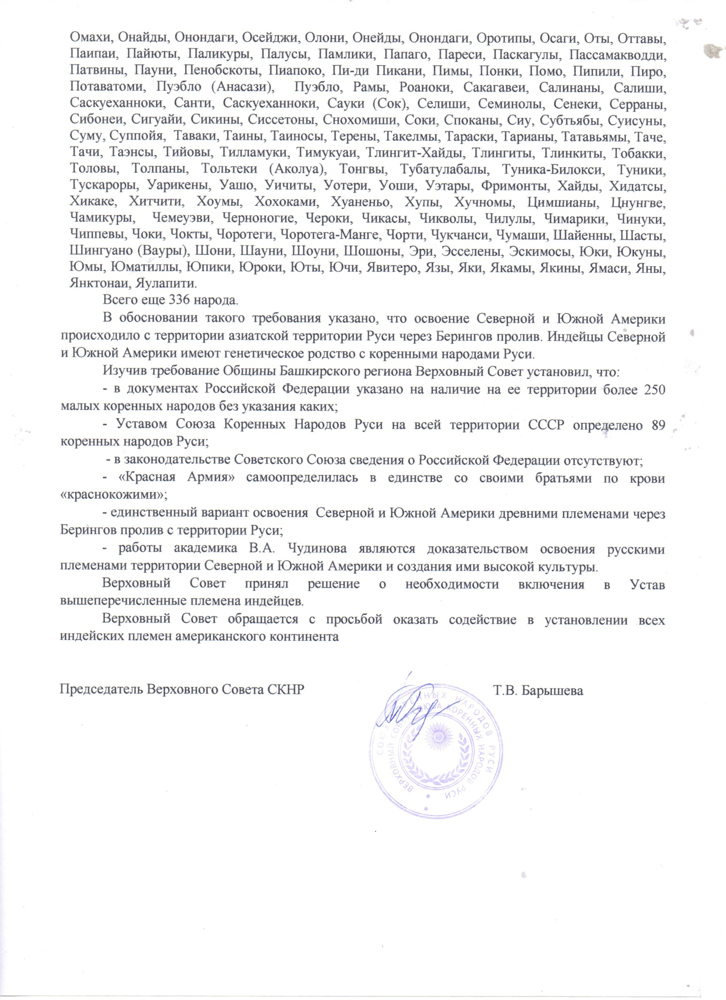 Омахи, Онайды, Онондаги, Осейджи, Олони, Онейды, Онондаги, Оротипы, Осаги, Оты, Оттавы,
Паипаи, Пайюты, Паликуры, Палусы, Памлики, Папаго, Пареси, Паскагулы, Пассамакводди,
Патвины, Пауни, Пенобскоты, Пиапоко, Пи-ди Пикани, Пимы, Понки, Помо, Пипили, Пиро,
Потаватоми, Пуэбло (Анасази), Пуэбло, Рамы, Роаноки, Сакагавеи, Салинаны, Салиши,
Саскуеханноки, Санти, Саскуеханноки, Сауки (Сок), Селиши, Семинолы, Сенеки, Серраны,
Сибонеи, Сигуайи, Сикины, Сиссетоны, Снохомиши, Соки, Споканы, Сиу, Субтьябы, Суисуны,
Суму, Суппойя, Таваки, Таины, Таиносы, Терены, Такелмы, Тараски, Тарианы, Татавьямы, Таче,
Тачи, Таэнсы, Тийовы, Тилламуки, Тимукуаи, Тлингит-Хайды, Тлингиты, Тлинкиты, Тобакки,
Толовы, Толпаны, Тольтеки (Аколуа), Тонгвы, Тубатулабалы, Туника-Билокси, Туники,
Тускароры, Уарикены, Уашо, Уичиты, Уотери, Уоши, Уэтары, Фримонты, Хайды, Хидатсы,
Хикаке, Хитчити, Хоумы, Хохоками, Хуаненьо, Хупы, Хучномы, Цимшианы, Цнунгве,
Чамикуры, Чемеуэви, Черноногие, Чероки, Чикасы, Чикволы, Чилулы, Чимарики, Чинуки,
Чиппевы, Чоки, Чокты, Чоротеги, Чоротега-Манге, Чорти, Чукчанси, Чумаши, Шайенны, Шасты,
Шингуано (Вауры), Шони, Шауни, Шоуни, Шошоны, Эри, Эсселены, Эскимосы, Юки, Юкуны,
Юмы, Юматиллы, Юпики, Юроки, Юты, Ючи, Явитеро, Язы, Яки, Якамы, Якины, Ямаси, Яны,
Янктонаи, Яулапити.
Всего еще 336 народа.
В обосновании такого требования указано, что освоение Северной и Южной Америки
происходило с территории азиатской территории Руси через Берингов пролив. Индейцы Северной
и Южной Америки имеют генетическое родство с коренными народами Руси.
Изучив требование Общины Башкирского региона Верховный Совет установил, что:
- в документах Российской Федерации указано на наличие на ее территории более 250
малых коренных народов без указания каких;
- Уставом Союза Коренных Народов Руси на всей территории СССР определено 89
коренных народов Руси;
- в законодательстве Советского Союза сведения о Российской Федерации отсутствуют;
- «Красная Армия» самоопределилась в единстве со своими братьями по крови
«краснокожими»;
- единственный вариант освоения Северной и Южной Америки древними племенами через
Берингов пролив с территории Руси;
- работы академика В.А. Чудинова являются доказательством освоения русскими
племенами территории Северной и Южной Америки и создания ими высокой культуры.
Верховный Совет принял решение о необходимости включения в Устав
вышеперечисленные племена индейцев.
Верховный Совет обращается с просьбой оказать содействие в установлении всех
индейских племен американского континента
Председатель Верховного Совета СКНР Т.В. Барышева
СОЮЗ КОРЕННЫХ НАРОДОВ РУСИ
ВЕРХОВНЫЙ СОВЕТ СОЮЗА КОРЕННЫХ НАРОДОВ РУСИ